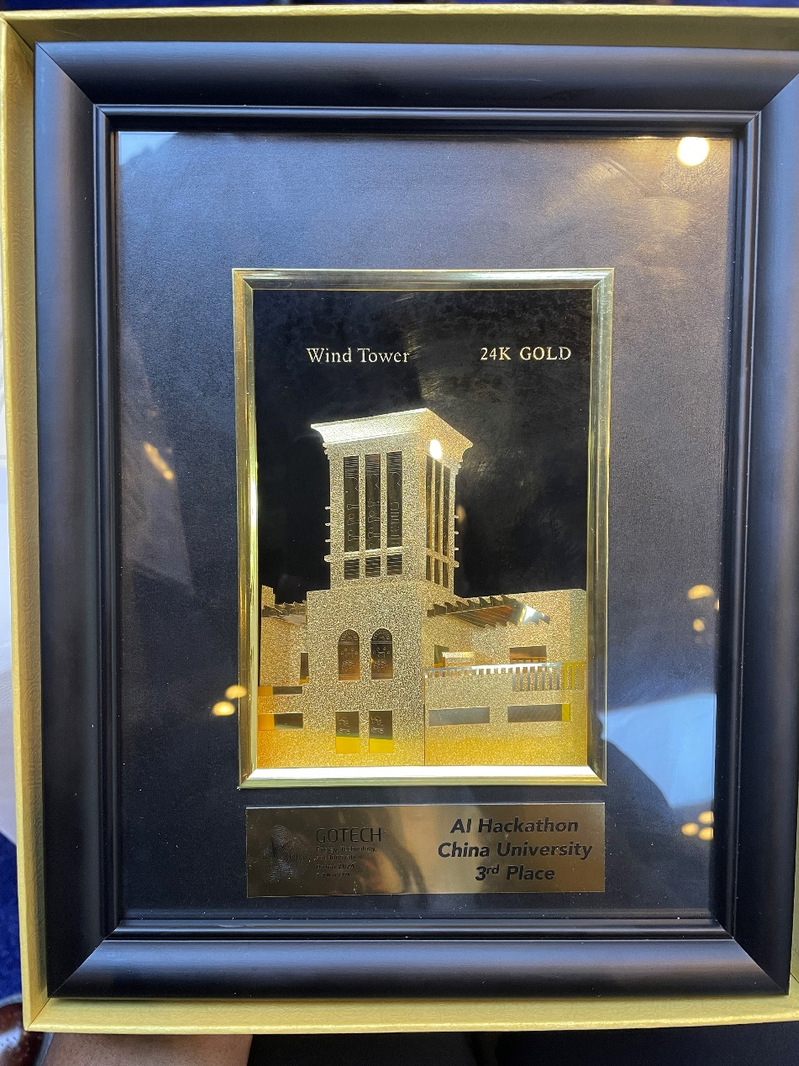 Wind Tower
24K GOLD
GOTECH
AI Hackathon
China University
3rd Place